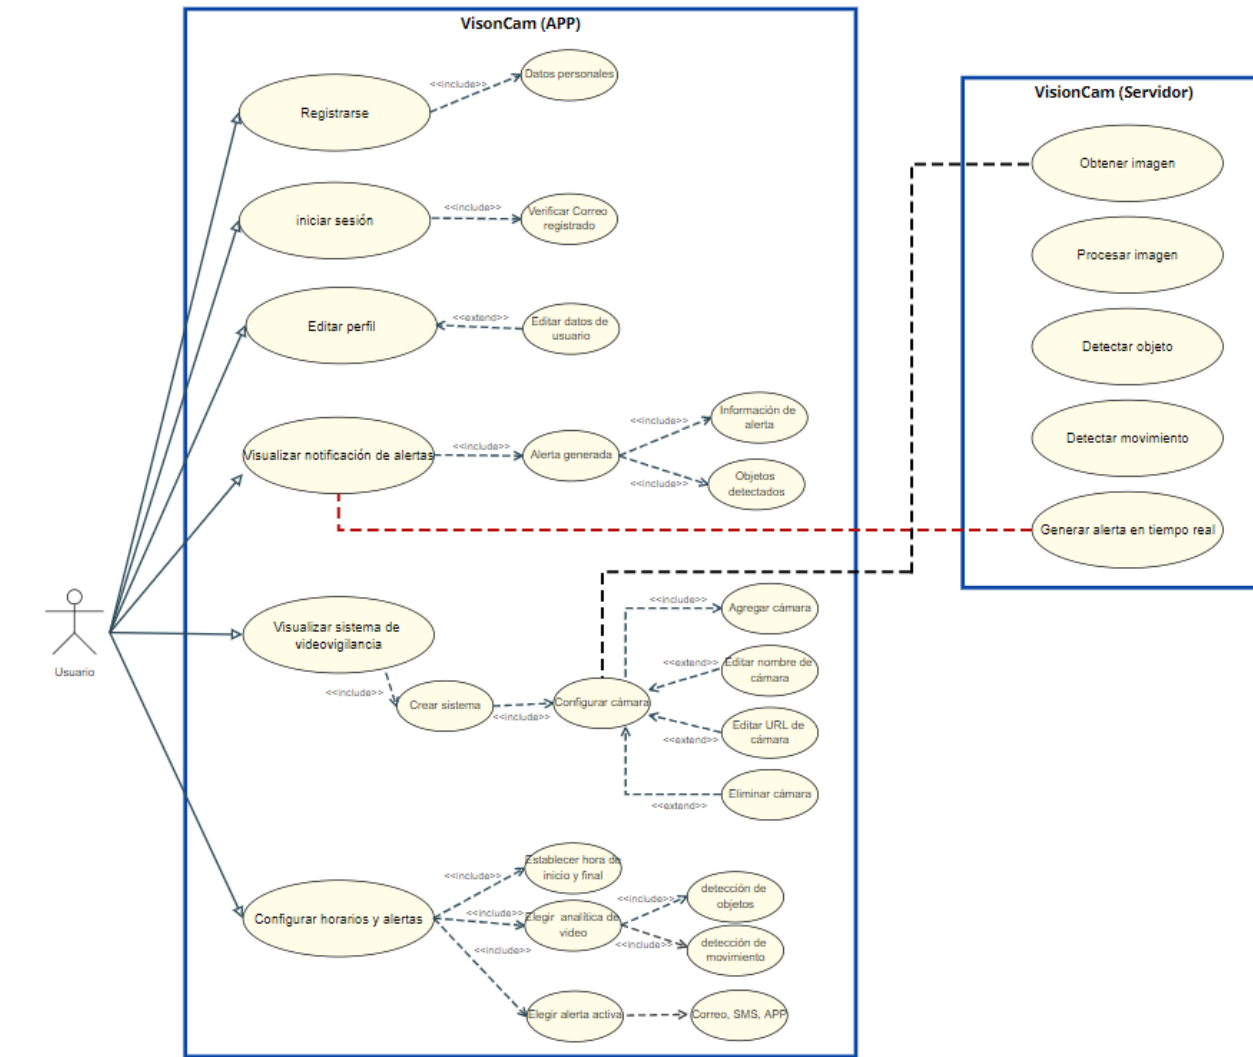 VisonCam (APP)
<<include>>
Datos personales
Registrarse
VisionCam (Servidor)
Obtener imagen
Procesar imagen
Detectar objeto
Detectar movimiento
Generar alerta en tiempo real
<<include>>
iniciar sesión
Verificar Correo
registrado
<<extend>>
Editar perfil
Editar datos de
usuario
Visualizar notificación de alertas
<<include>>
Alerta generada
<<include>>
Información de
alerta
<<include>>
Objetos
detectados
Usuario
Visualizar sistema de
videovigilancia
<<include>>
Crear sistema
<<include>>
Configurar cámara
<<include>>
Agregar cámara
<<extend>>
Editar nombre de
cámara
<<extend>>
Editar URL de
cámara
<<extend>>
Eliminar cámara
Configurar horarios y alertas
<<include>>
Establecer hora de
inicio y final
<<include>>
Elegir analítica de
video
<<include>>
detección de
objetos
<<include>>
detección de
movimiento
<<include>>
Elegir alerta activa
Correo, SMS, APP